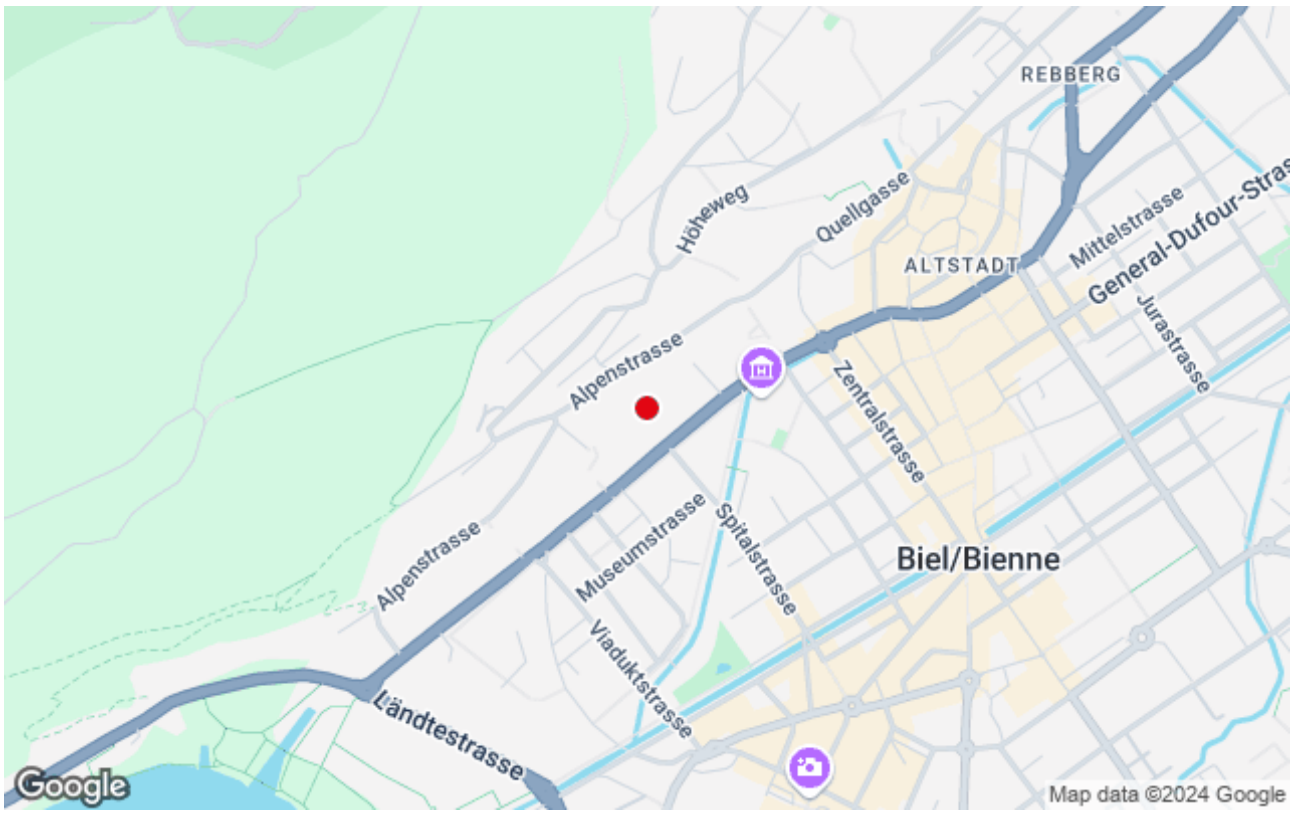 REBBERG
Höheweg
Quellgasse
Mittelstrasse
General-Dufour-Stras
ALTSTADT
Jurastrasse
Alpenstrasse
Zentralstrasse
Museumstrasse
Spitalstrasse
Biel/Bienne
Alpenstrasse
Viaduktstrasse
Ländtestrasse
Google
Map data ©2024 Google